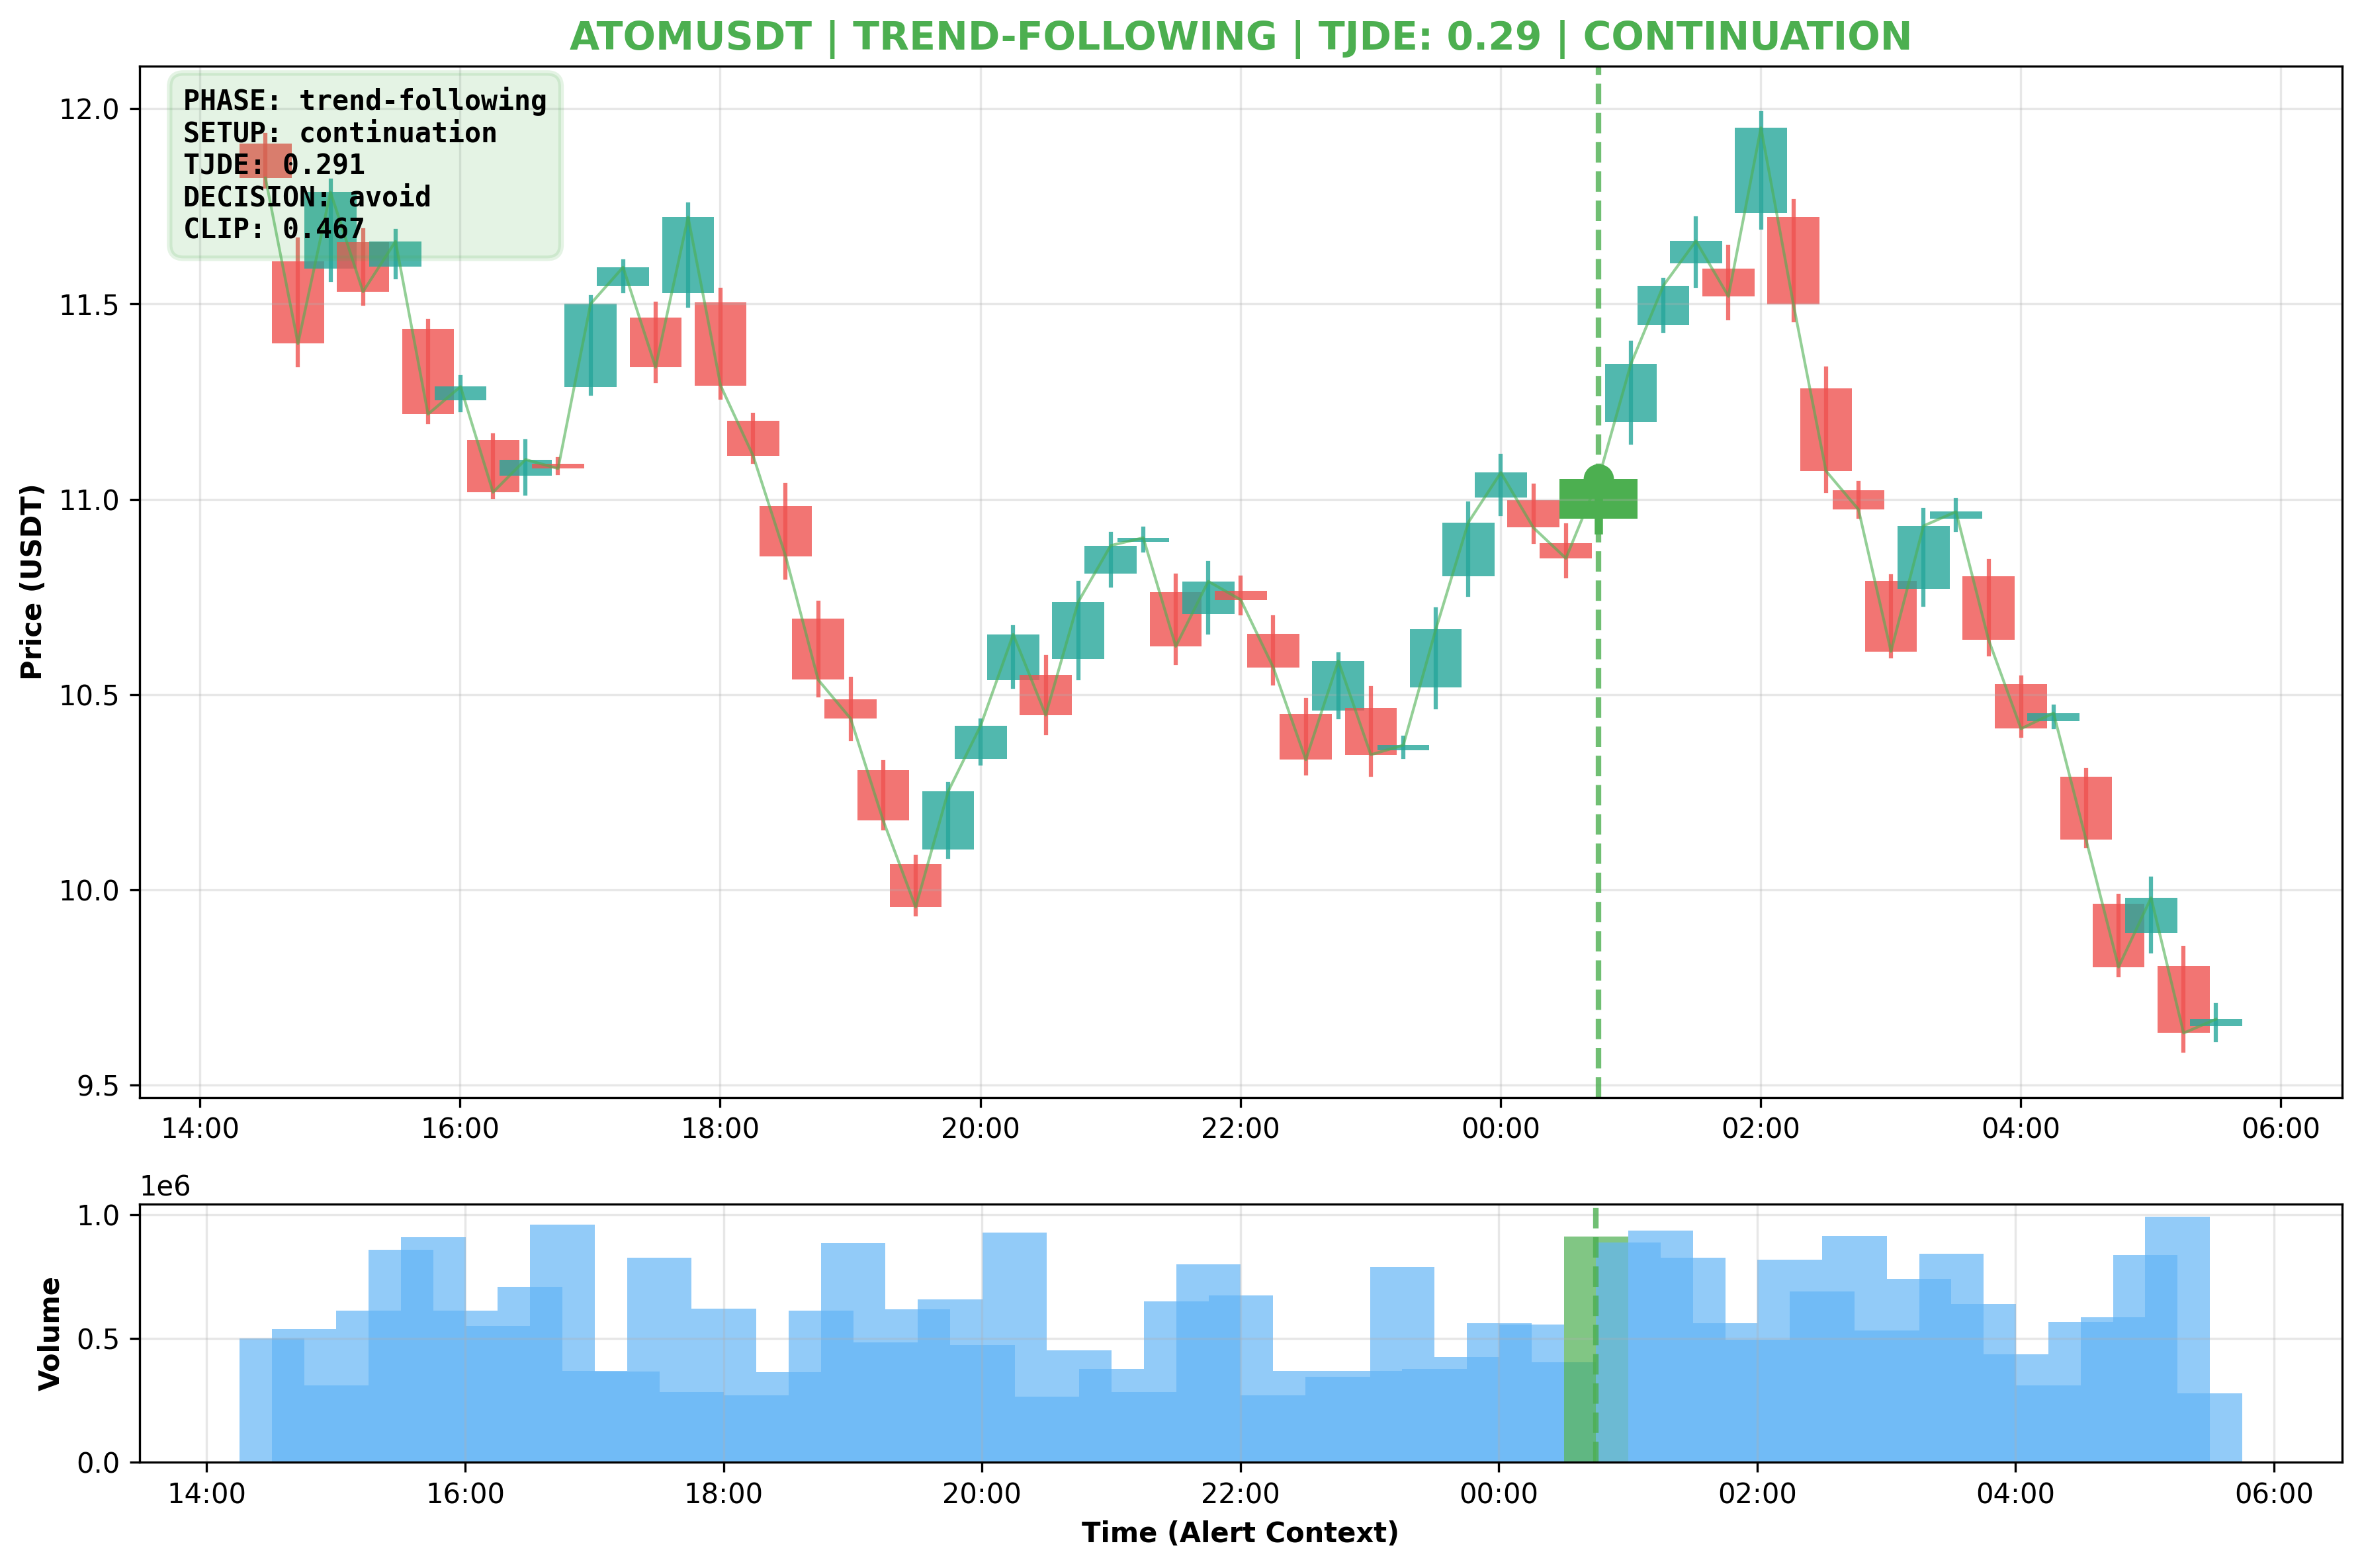 ATOMUSDT | TREND-FOLLOWING | TJDE: 0.29 | CONTINUATION
PHASE: trend-following
SETUP: continuation
TJDE: 0.291
DECISION: avoid
CLIP: 0.467
Price (USDT)
12.0
11.5
11.0
10.5
10.0
9.5
14:00 16:00 18:00 20:00 22:00 00:00 02:00 04:00 06:00
1e6
Volume
1.0
0.5
0.0
14:00 16:00 18:00 20:00 22:00 00:00 02:00 04:00 06:00
Time (Alert Context)